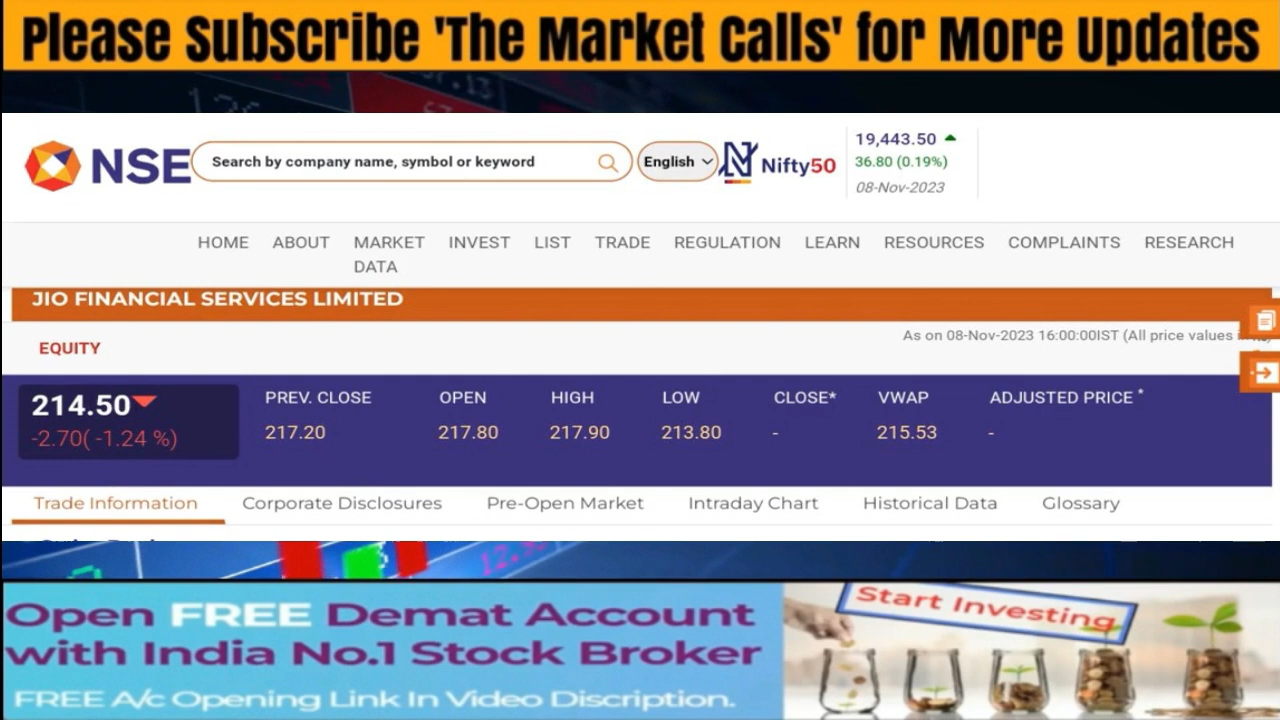 Please Subscribe 'The Market Calls' for More Updates
NSE
Search by company name, symbol or keyword
English
Nifty50
19,443.50
36.80 (0.19%)
08-Nov-2023
HOME ABOUT MARKET DATA INVEST LIST TRADE REGULATION LEARN RESOURCES COMPLAINTS RESEARCH
JIO FINANCIAL SERVICES LIMITED
As on 08-Nov-2023 16:00:00IST (All price values
EQUITY
214.50
-2.70( -1.24 %)
PREV. CLOSE OPEN HIGH LOW CLOSE* VWAP ADJUSTED PRICE *
217.20 217.80 217.90 213.80 - 215.53 -
Trade Information Corporate Disclosures Pre-Open Market Intraday Chart Historical Data Glossary
Open FREE Demat Account
with India No.1 Stock Broker
FREE A/c Opening Link In Video Discription.
Start Investing